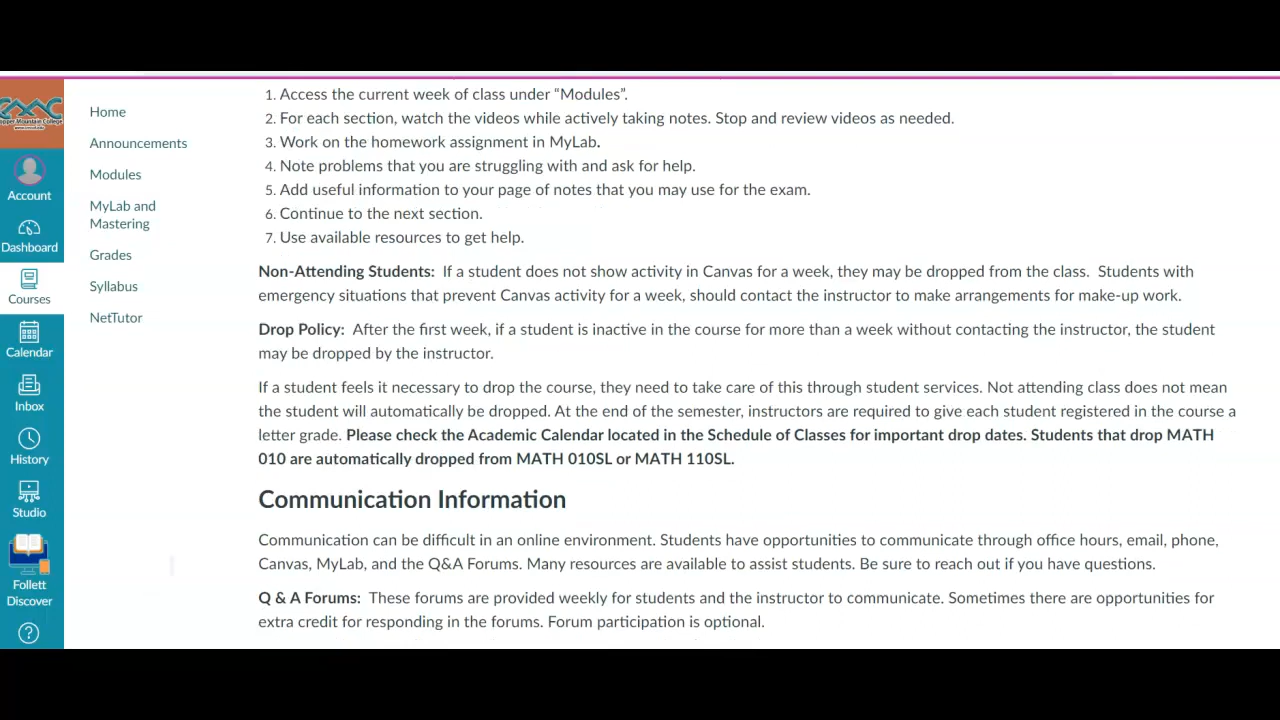 CMC
Copper Mountain College
Account
Dashboard
Courses
Calendar
Inbox
History
Studio
Follett
Discover
Home
Announcements
Modules
MyLab and
Mastering
Grades
Syllabus
NetTutor
1. Access the current week of class under “Modules”.
2. For each section, watch the videos while actively taking notes. Stop and review videos as needed.
3. Work on the homework assignment in MyLab.
4. Note problems that you are struggling with and ask for help.
5. Add useful information to your page of notes that you may use for the exam.
6. Continue to the next section.
7. Use available resources to get help.
Non-Attending Students: If a student does not show activity in Canvas for a week, they may be dropped from the class. Students with
emergency situations that prevent Canvas activity for a week, should contact the instructor to make arrangements for make-up work.
Drop Policy: After the first week, if a student is inactive in the course for more than a week without contacting the instructor, the student
may be dropped by the instructor.
If a student feels it necessary to drop the course, they need to take care of this through student services. Not attending class does not mean
the student will automatically be dropped. At the end of the semester, instructors are required to give each student registered in the course a
letter grade. Please check the Academic Calendar located in the Schedule of Classes for important drop dates. Students that drop MATH
010 are automatically dropped from MATH 010SL or MATH 110SL.
Communication Information
Communication can be difficult in an online environment. Students have opportunities to communicate through office hours, email, phone,
Canvas, MyLab, and the Q&A Forums. Many resources are available to assist students. Be sure to reach out if you have questions.
Q & A Forums: These forums are provided weekly for students and the instructor to communicate. Sometimes there are opportunities for
extra credit for responding in the forums. Forum participation is optional.